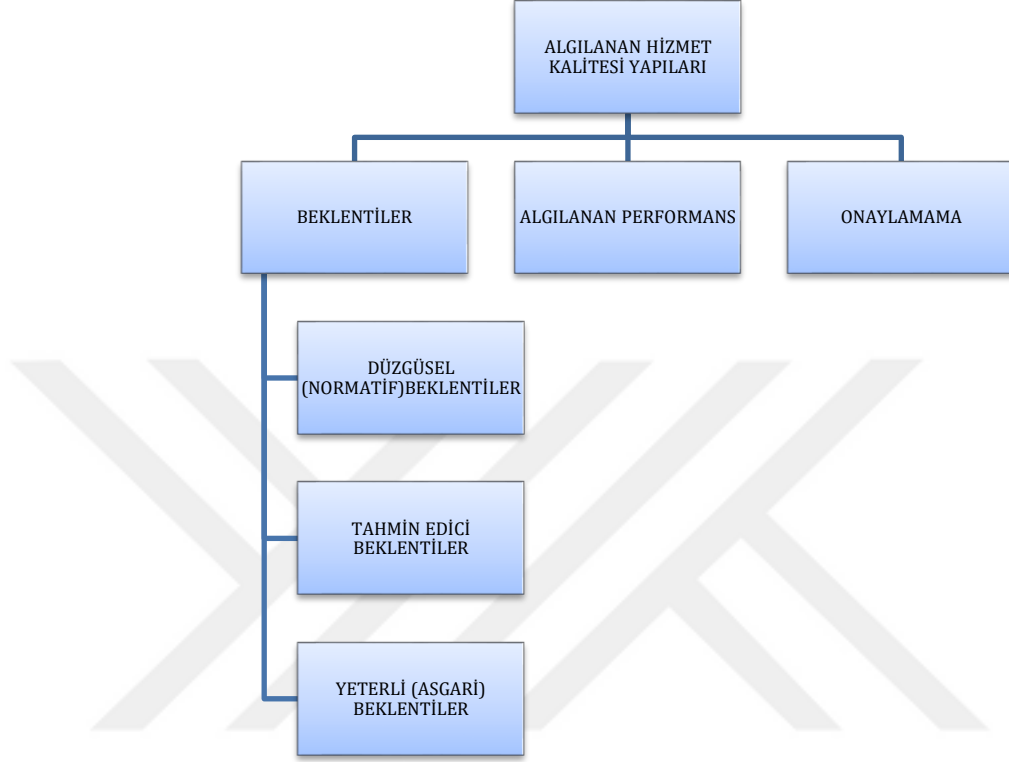 ALGILANAN HİZMET
KALİTESİ YAPILARI
BEKLENTİLER
ALGILANAN PERFORMANS
ONAYLAMAMA
DÜZGÜSEL
(NORMATİF)BEKLENTİLER
TAHMİN EDİCİ
BEKLENTİLER
YETERLİ (ASGARİ)
BEKLENTİLER